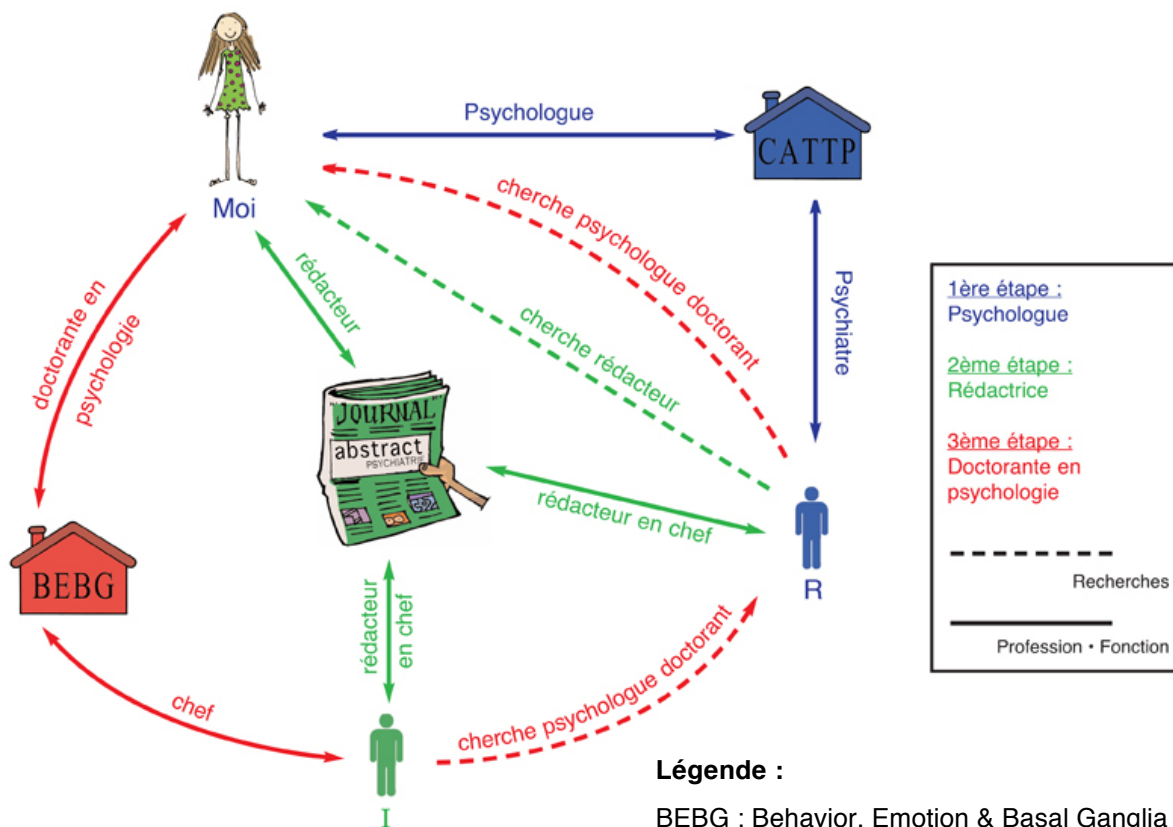 Psychologue
CATTP
Moi
cherche psychologue doctorant
rédacteur
cherche rédacteur
Psychiatre
doctorante en
psychologie
JOURNAL
abstract
PSYCHIATRIE
rédacteur en chef
R
BEBG
rédacteur
en chef
chef
cherche psychologue doctorant
I
1ère étape :
Psychologue
2ème étape :
Rédactrice
3ème étape :
Doctorante en
psychologie
Recherches
Profession • Fonction
Légende :
BEBG : Behavior, Emotion & Basal Ganglia